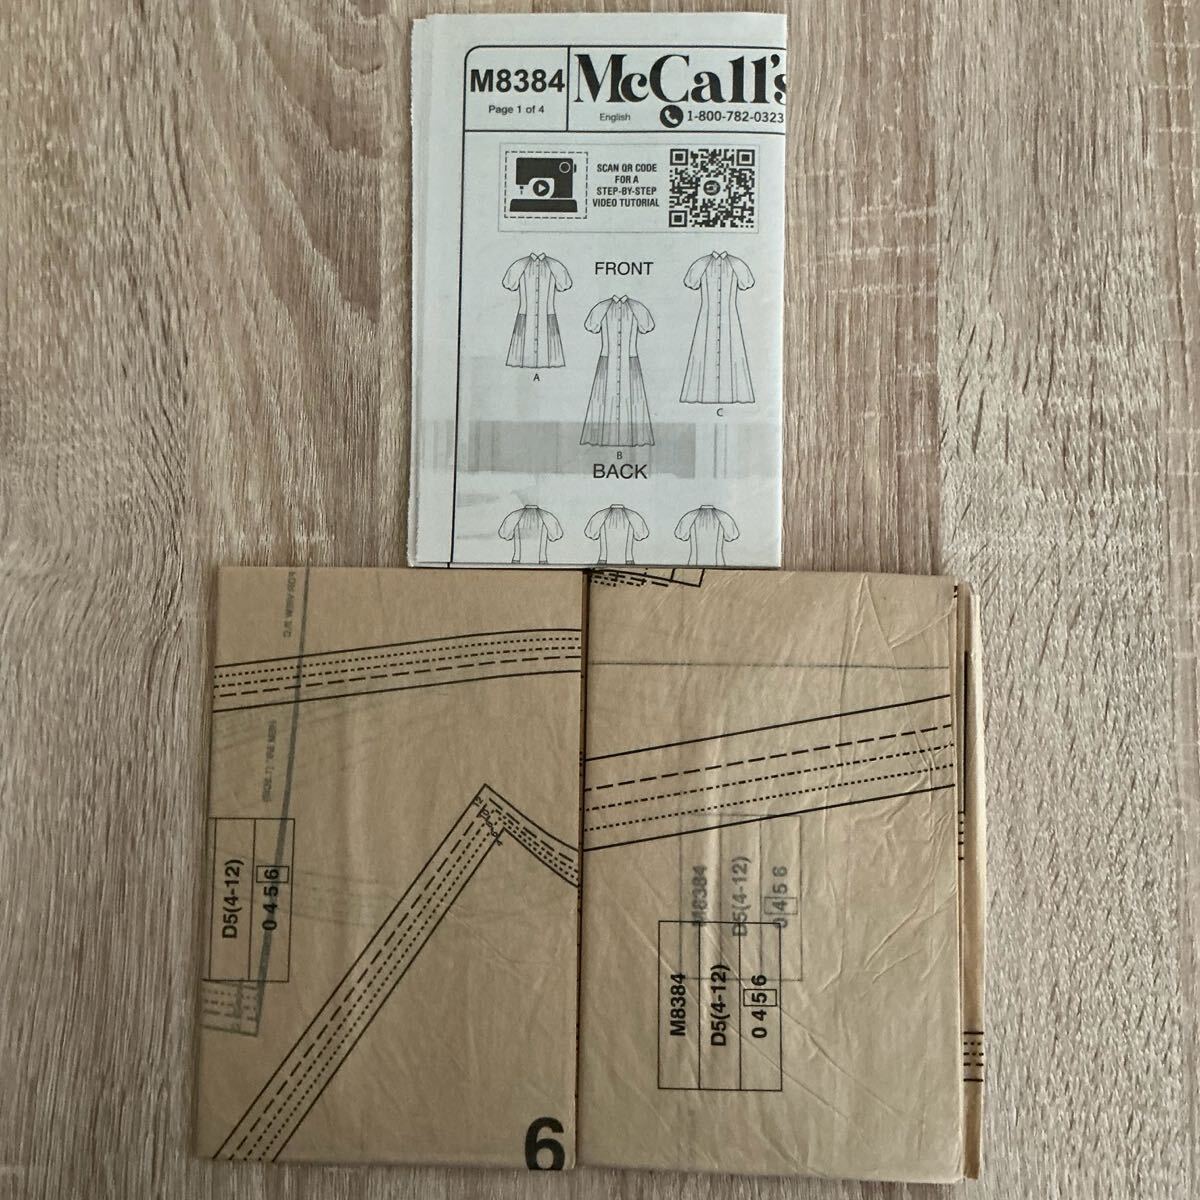 M8384
Page 1 of 4
McCall's
English
1-800-782-0323
SCAN QR CODE
FOR A
STEP-BY-STEP
VIDEO TUTORIAL
FRONT
A
B
C
BACK
D5(4-12)
0 4 5 6
6
M8384
D5(4-12)
0 4 5 6
M8384
D5(4-12)
0 4 5 6